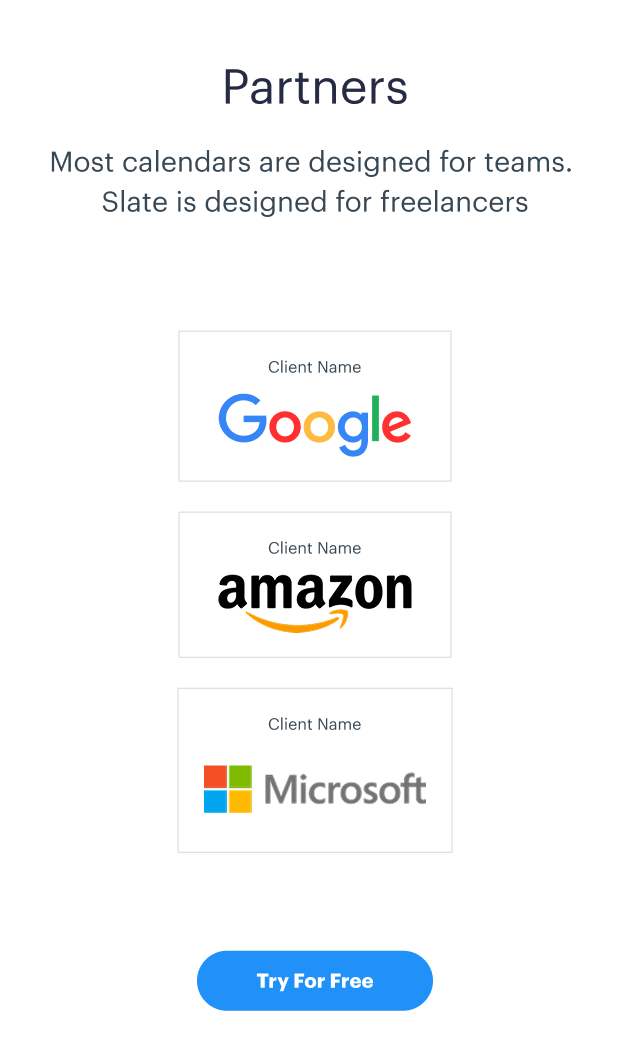 Partners
Most calendars are designed for teams.
Slate is designed for freelancers
Client Name
Google
Client Name
amazon
Client Name
Microsoft
Try For Free